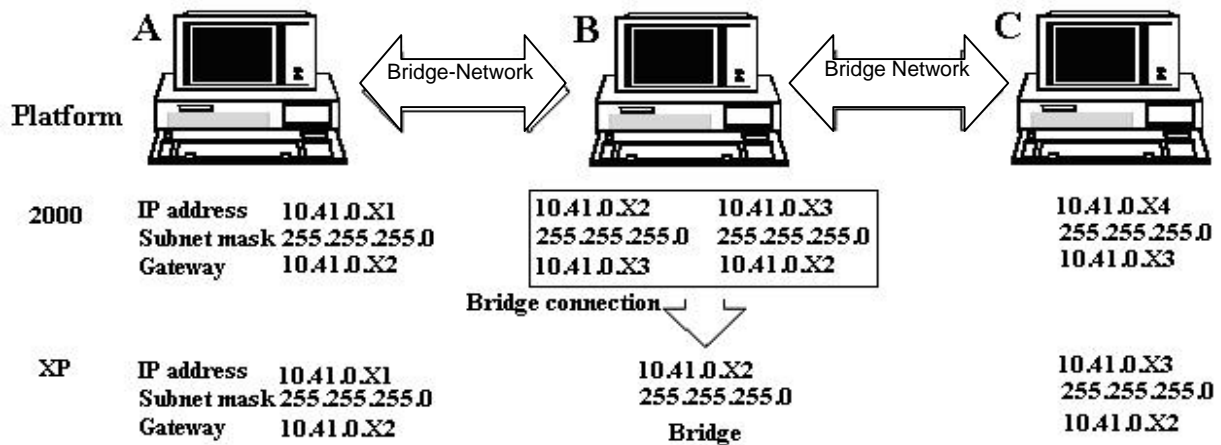 A B C
Bridge-Network Bridge Network
Platform
2000 IP address 10.41.0.X1 10.41.0.X2 10.41.0.X3 10.41.0.X4
Subnet mask 255.255.255.0 255.255.255.0 255.255.255.0 255.255.255.0
Gateway 10.41.0.X2 10.41.0.X3 10.41.0.X2 10.41.0.X3
Bridge connection
XP IP address 10.41.0.X1 10.41.0.X2 10.41.0.X3
Subnet mask 255.255.255.0 255.255.255.0 255.255.255.0
Gateway 10.41.0.X2 Bridge 10.41.0.X2